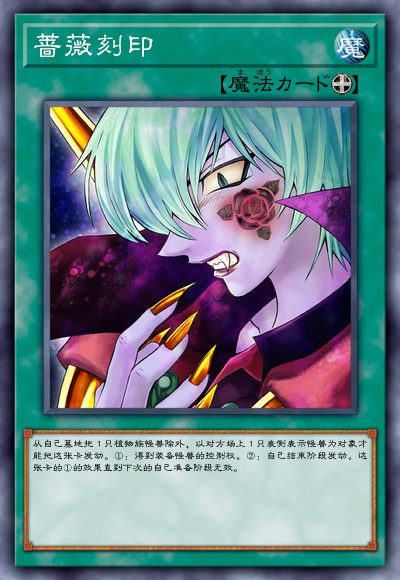 蔷薇刻印
魔
【魔法カード】
まほう
从自己墓地把1只植物族怪兽除外，以对方场上1只表侧表示怪兽为对象才
能把这张卡发动。①：得到装备怪兽的控制权。②：自己结束阶段发动。这
张卡的①的效果直到下次的自己准备阶段无效。